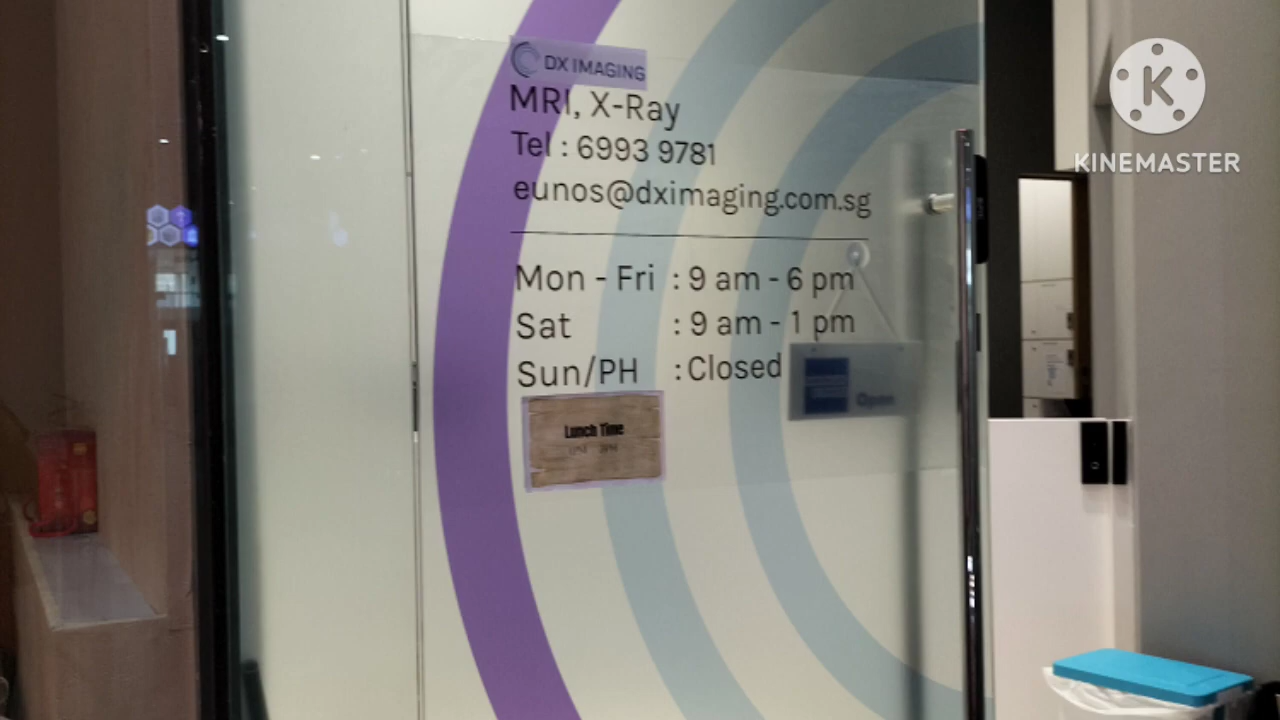 DX IMAGING
MRI, X-Ray
Tel : 6993 9781
eunos@dximaging.com.sg
Mon - Fri : 9 am - 6 pm
Sat : 9 am - 1 pm
Sun/PH : Closed
Open
Lunch Time
K
KINEMASTER